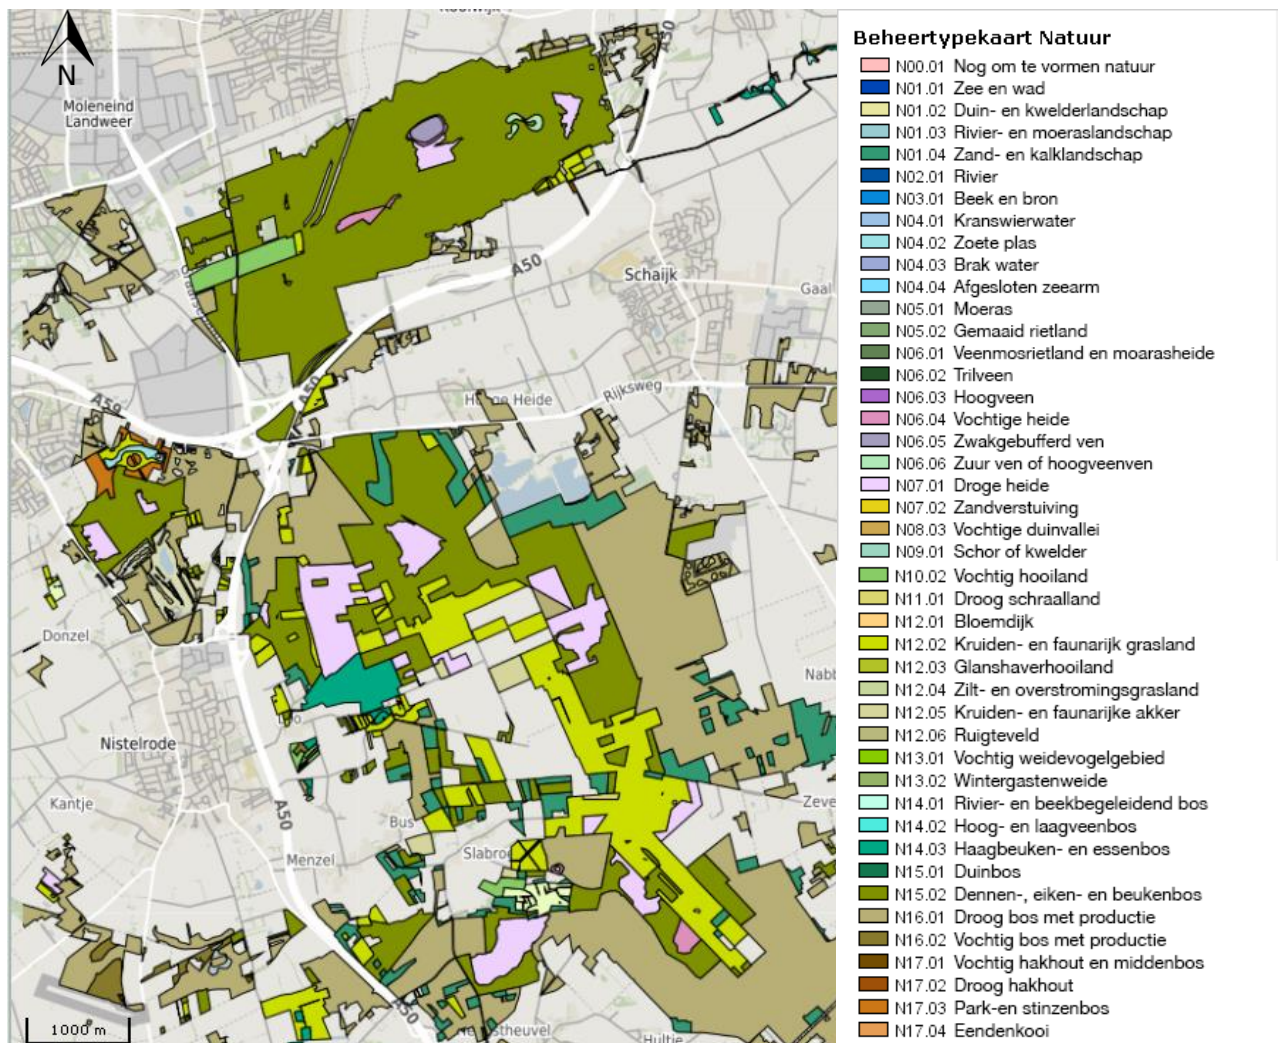 N
Moleneind
Landweer
A50
Schaijk
Gaal
A50
A50
A59
Rijksweg
Heide
Donzel
Nistelrode
Kantje
Menzel
Bus
A50
A50
1000 m
Beheertypekaart Natuur
N00.01 Nog om te vormen natuur
N01.01 Zee en wad
N01.02 Duin- en kwelderlandschap
N01.03 Rivier- en moeraslandschap
N01.04 Zand- en kalklandschap
N02.01 Rivier
N03.01 Beek en bron
N04.01 Kranswierwater
N04.02 Zoete plas
N04.03 Brak water
N04.04 Afgesloten zeearm
N05.01 Moeras
N05.02 Gemaaid rietland
N06.01 Veenmosrietland en moarasheide
N06.02 Trilveen
N06.03 Hoogveen
N06.04 Vochtige heide
N06.05 Zwakgebufferd ven
N06.06 Zuur ven of hoogveenven
N07.01 Droge heide
N07.02 Zandverstuiving
N08.03 Vochtige duinvallei
N09.01 Schor of kwelder
N10.02 Vochtig hooiland
N11.01 Droog schraalland
N12.01 Bloemdijk
N12.02 Kruiden- en faunarijk grasland
N12.03 Glanshaverhooiland
N12.04 Zilt- en overstromingsgrasland
N12.05 Kruiden- en faunarijke akker
N12.06 Ruigteveld
N13.01 Vochtig weidevogelgebied
N13.02 Wintergastenweide
N14.01 Rivier- en beekbegeleidend bos
N14.02 Hoog- en laagveenbos
N14.03 Haagbeuken- en essenbos
N15.01 Duinbos
N15.02 Dennen-, eiken- en beukenbos
N16.01 Droog bos met productie
N16.02 Vochtig bos met productie
N17.01 Vochtig hakhout en middenbos
N17.02 Droog hakhout
N17.03 Park-en stinzenbos
N17.04 Eendenkooi